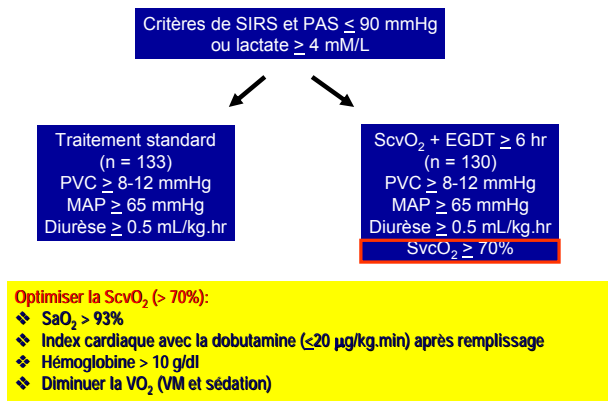 Critères de SIRS et PAS ≤ 90 mmHg
ou lactate ≥ 4 mM/L
Traitement standard
(n = 133)
PVC ≥ 8-12 mmHg
MAP ≥ 65 mmHg
Diurèse ≥ 0.5 mL/kg.hr
ScvO₂ + EGDT ≥ 6 hr
(n = 130)
PVC ≥ 8-12 mmHg
MAP ≥ 65 mmHg
Diurèse ≥ 0.5 mL/kg.hr
SvcO₂ ≥ 70%
Optimiser la ScvO₂ (> 70%):
❖ SaO₂ > 93%
❖ Index cardiaque avec la dobutamine (≤20 μg/kg.min) après remplissage
❖ Hémoglobine > 10 g/dl
❖ Diminuer la VO₂ (VM et sédation)